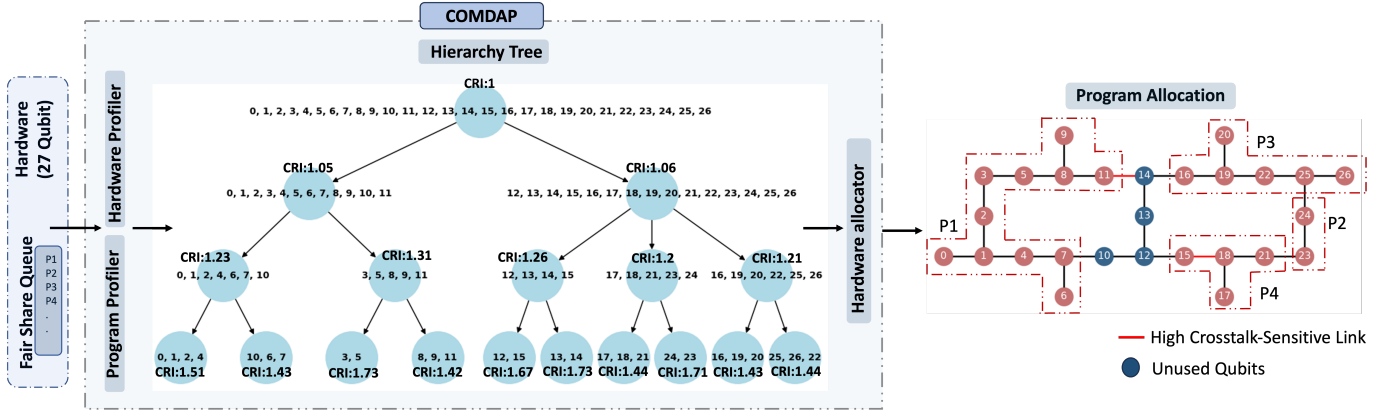 COMDAP
Hierarchy Tree
Hardware
(27 Qubit)
Fair Share Queue
P1
P2
P3
P4
.
.
Hardware Profiler
Program Profiler
CRI:1
0, 1, 2, 3, 4, 5, 6, 7, 8, 9, 10, 11, 12, 13, 14, 15, 16, 17, 18, 19, 20, 21, 22, 23, 24, 25, 26
CRI:1.05
0, 1, 2, 3, 4, 5, 6, 7, 8, 9, 10, 11
CRI:1.06
12, 13, 14, 15, 16, 17, 18, 19, 20, 21, 22, 23, 24, 25, 26
CRI:1.23
0, 1, 2, 4, 6, 7, 10
CRI:1.31
3, 5, 8, 9, 11
CRI:1.26
12, 13, 14, 15
CRI:1.2
17, 18, 21, 23, 24
CRI:1.21
16, 19, 20, 22, 25, 26
0, 1, 2, 4
CRI:1.51
10, 6, 7
CRI:1.43
3, 5
CRI:1.73
8, 9, 11
CRI:1.42
12, 15
CRI:1.67
13, 14
CRI:1.73
17, 18, 21
CRI:1.44
24, 23
CRI:1.71
16, 19, 20
CRI:1.43
25, 26, 22
CRI:1.44
Hardware allocator
Program Allocation
9
20
P3
3
5
8
11
14
16
19
22
25
26
2
13
24
P2
P1
0
1
4
7
10
12
15
18
21
23
6
17
P4
High Crosstalk-Sensitive Link
Unused Qubits